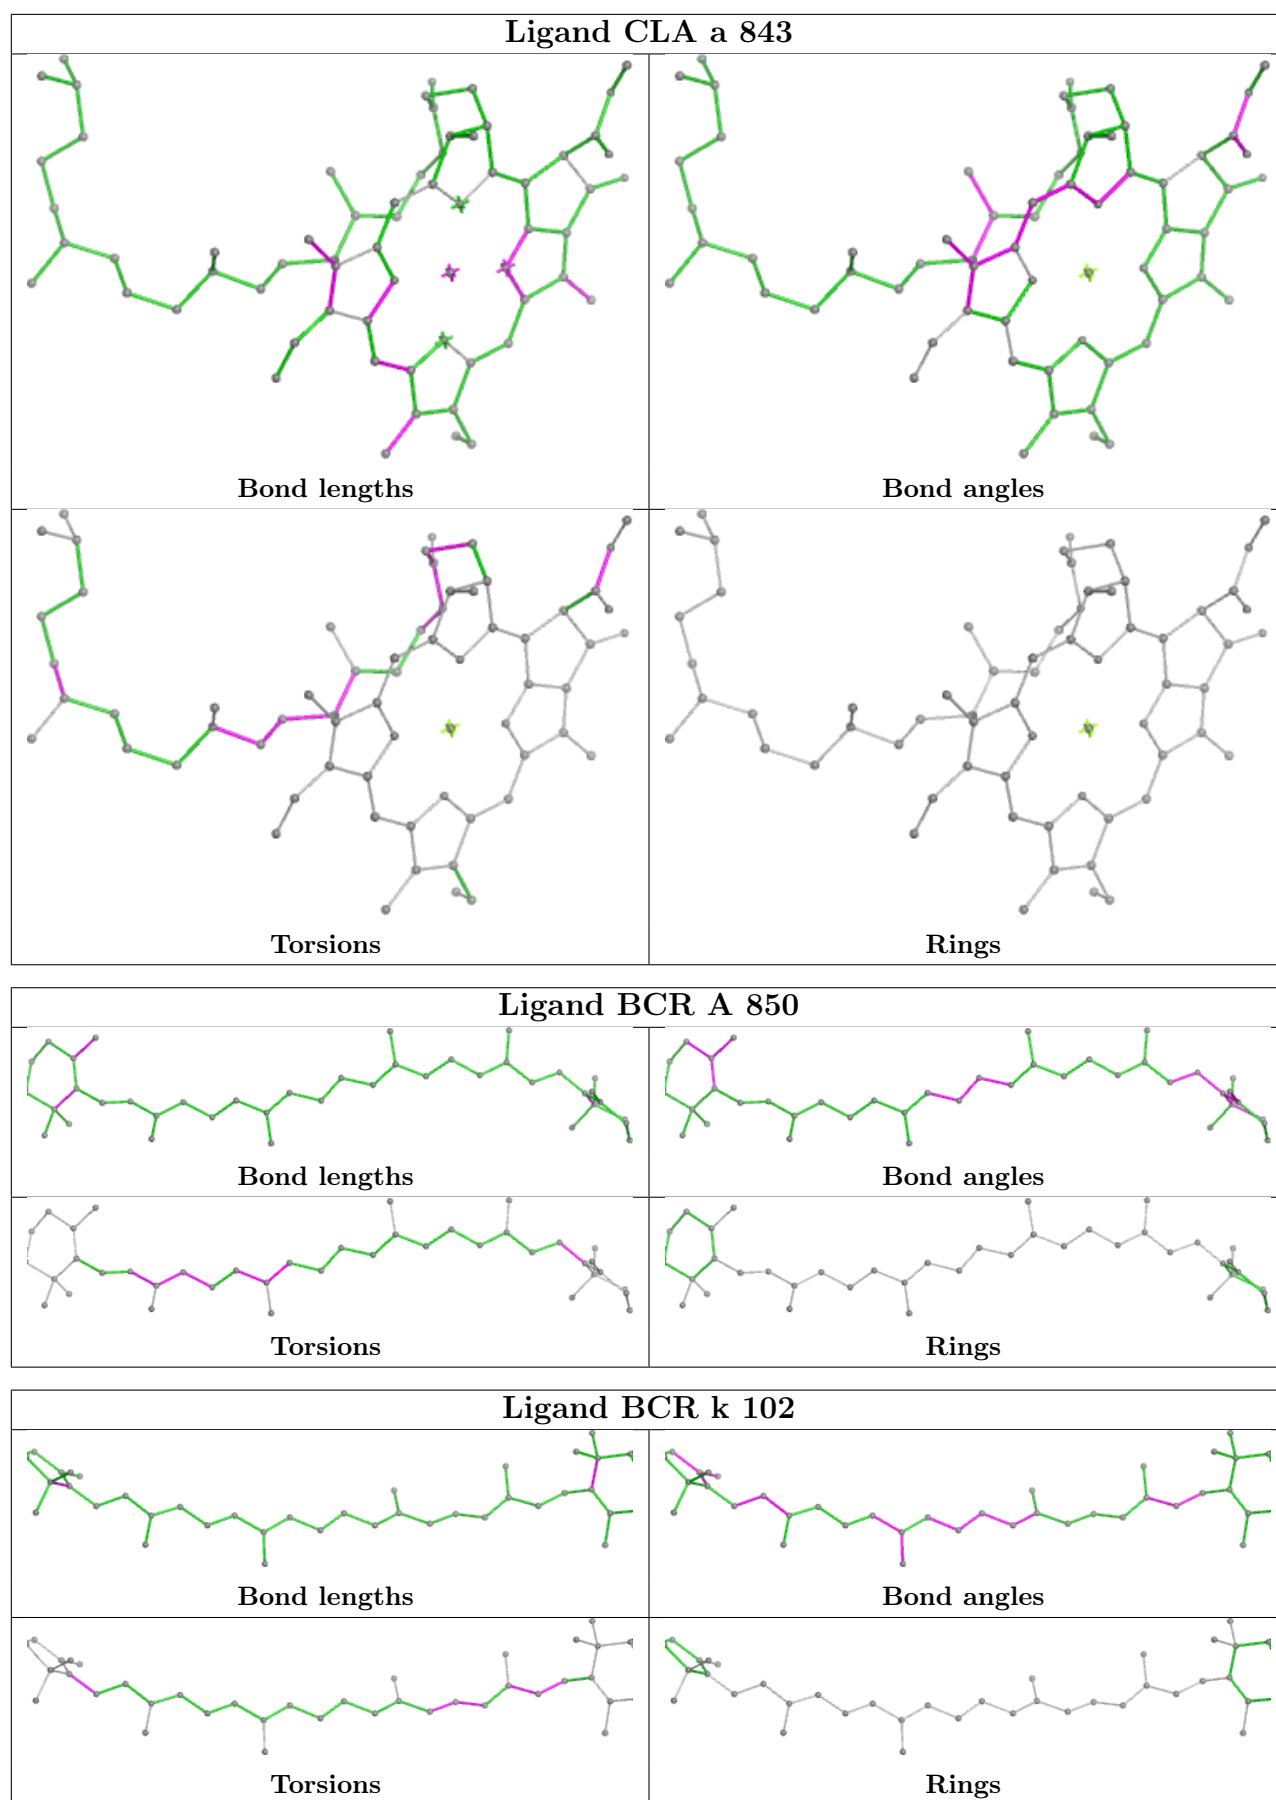 Ligand CLA a 843
Bond lengths
Bond angles
Torsions
Rings
Ligand BCR A 850
Bond lengths
Bond angles
Torsions
Rings
Ligand BCR k 102
Bond lengths
Bond angles
Torsions
Rings